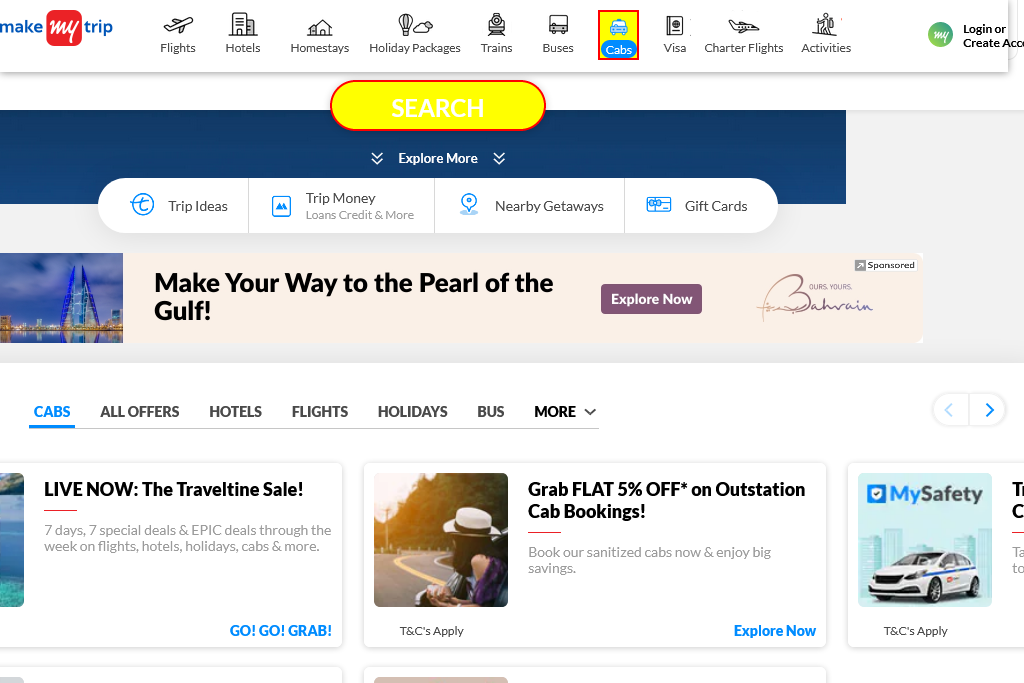 make my trip
Flights
Hotels
Homestays
Holiday Packages
Trains
Buses
Cabs
Visa
Charter Flights
Activities
my
Login or
Create Acco
SEARCH
Explore More
Trip Ideas
Trip Money
Loans Credit & More
Nearby Getaways
Gift Cards
Make Your Way to the Pearl of the
Gulf!
Explore Now
Sponsored
OURS. YOURS.
Bahrain
CABS
ALL OFFERS
HOTELS
FLIGHTS
HOLIDAYS
BUS
MORE
LIVE NOW: The Traveltine Sale!
7 days, 7 special deals & EPIC deals through the
week on flights, hotels, holidays, cabs & more.
GO! GO! GRAB!
Grab FLAT 5% OFF* on Outstation
Cab Bookings!
Book our sanitized cabs now & enjoy big
savings.
T&C's Apply
Explore Now
MySafety
T&C's Apply